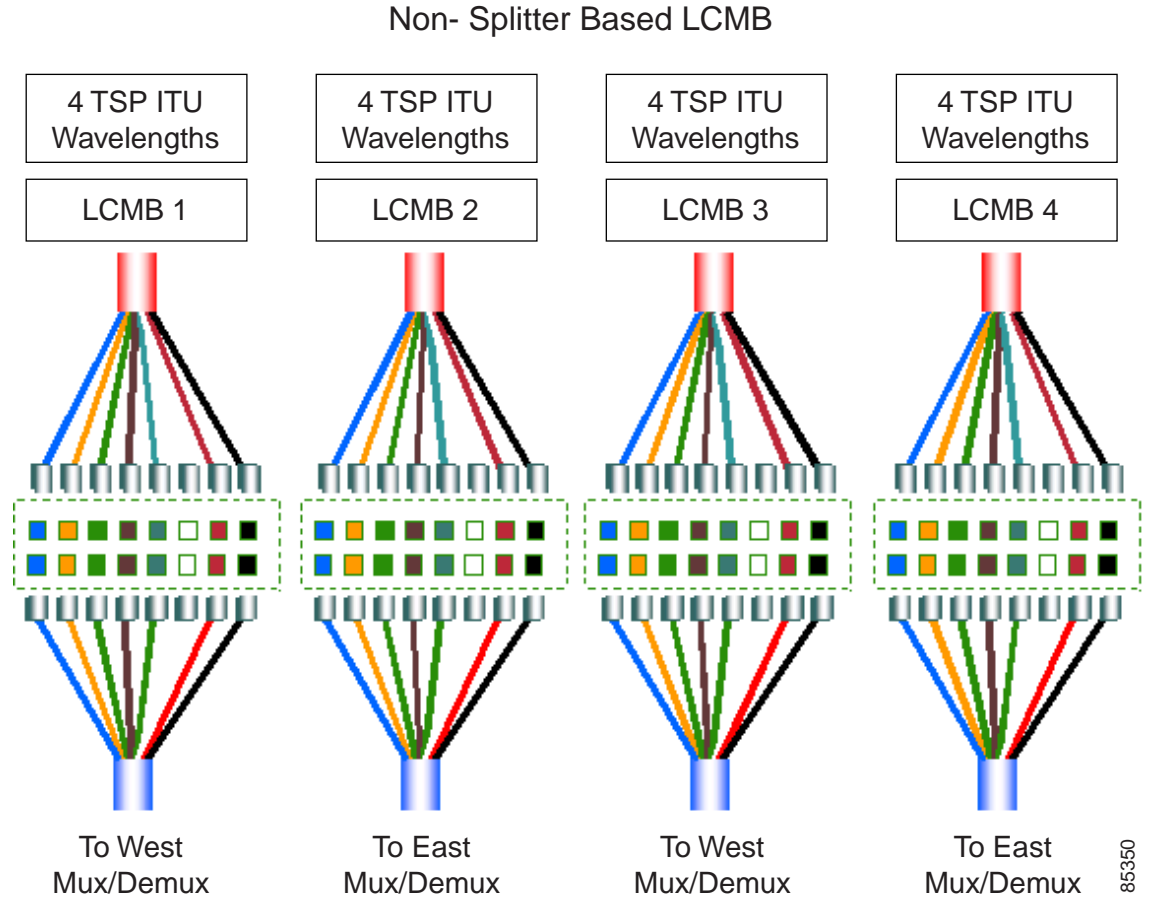 Non- Splitter Based LCMB
4 TSP ITU
Wavelengths
4 TSP ITU
Wavelengths
4 TSP ITU
Wavelengths
4 TSP ITU
Wavelengths
LCMB 1
LCMB 2
LCMB 3
LCMB 4
To West
Mux/Demux
To East
Mux/Demux
To West
Mux/Demux
To East
Mux/Demux
85350